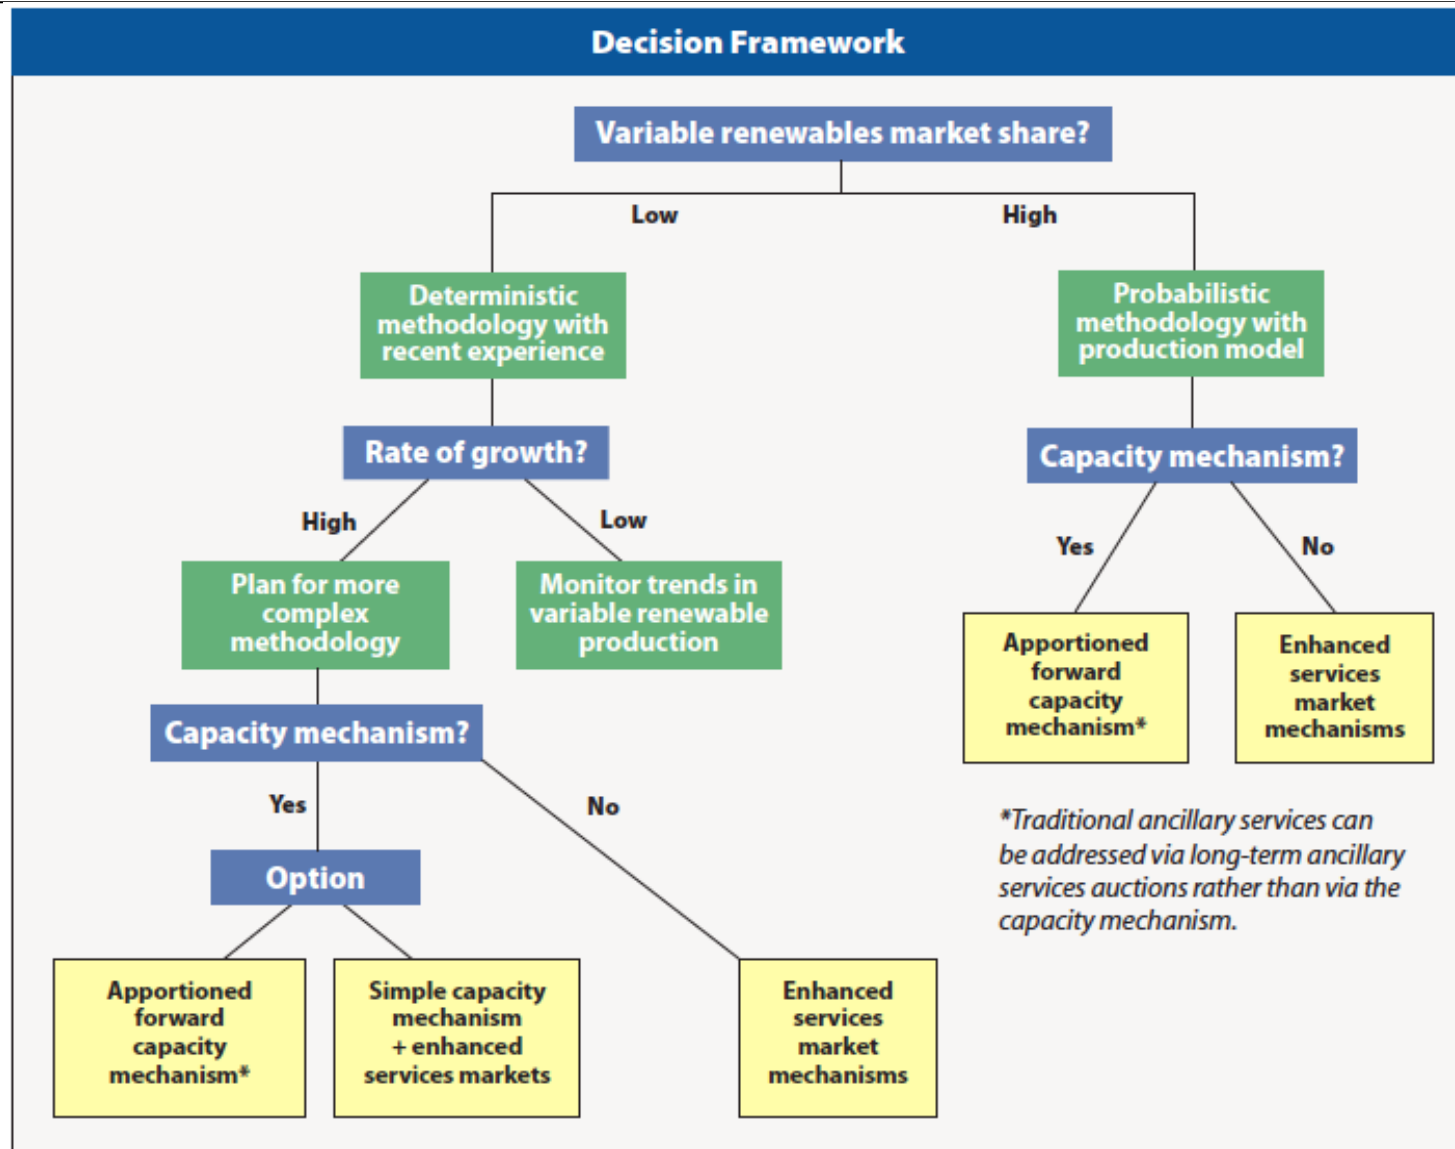 Decision Framework
Variable renewables market share?
Low
High
Deterministic
methodology with
recent experience
Probabilistic
methodology with
production model
Rate of growth?
Capacity mechanism?
High
Low
Yes
No
Plan for more
complex
methodology
Monitor trends in
variable renewable
production
Apportioned
forward
capacity
mechanism*
Enhanced
services
market
mechanisms
Capacity mechanism?
Yes
No
*Traditional ancillary services can
be addressed via long-term ancillary
services auctions rather than via the
capacity mechanism.
Option
Apportioned
forward
capacity
mechanism*
Simple capacity
mechanism
+ enhanced
services markets
Enhanced
services
market
mechanisms